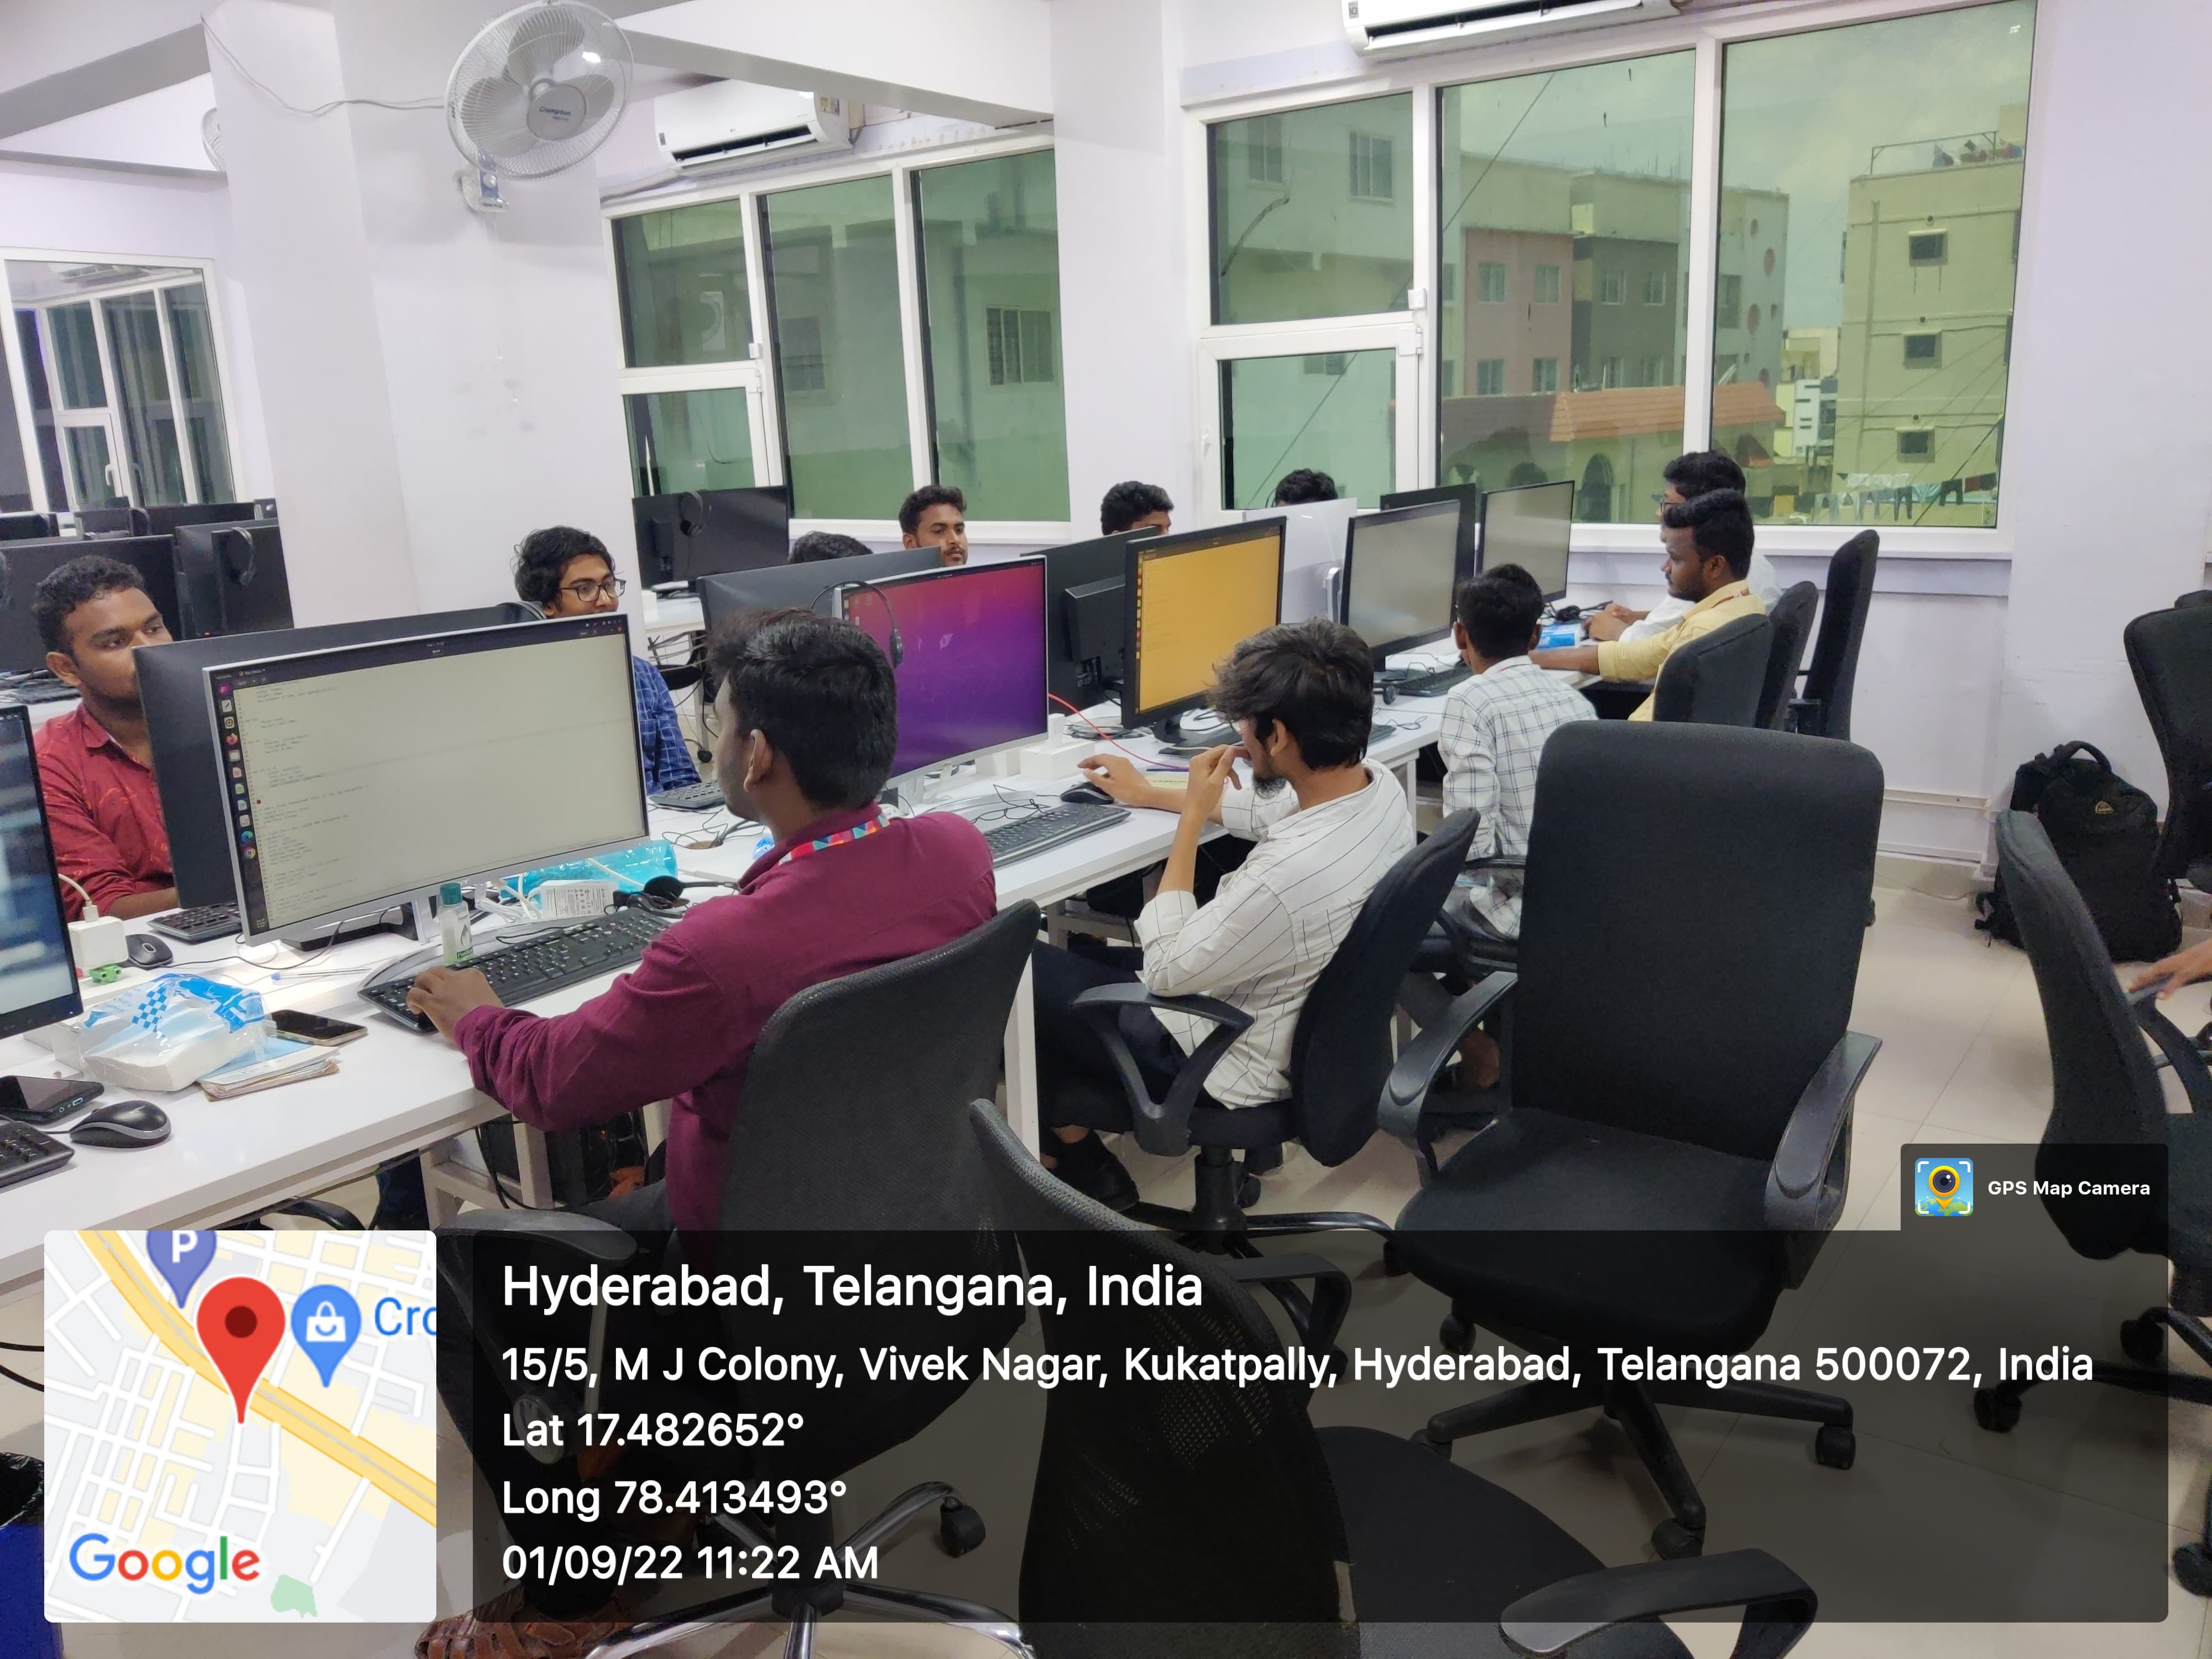 Crompton
GPS Map Camera
P
Cro
Google
Hyderabad, Telangana, India
15/5, M J Colony, Vivek Nagar, Kukatpally, Hyderabad, Telangana 500072, India
Lat 17.482652°
Long 78.413493°
01/09/22 11:22 AM